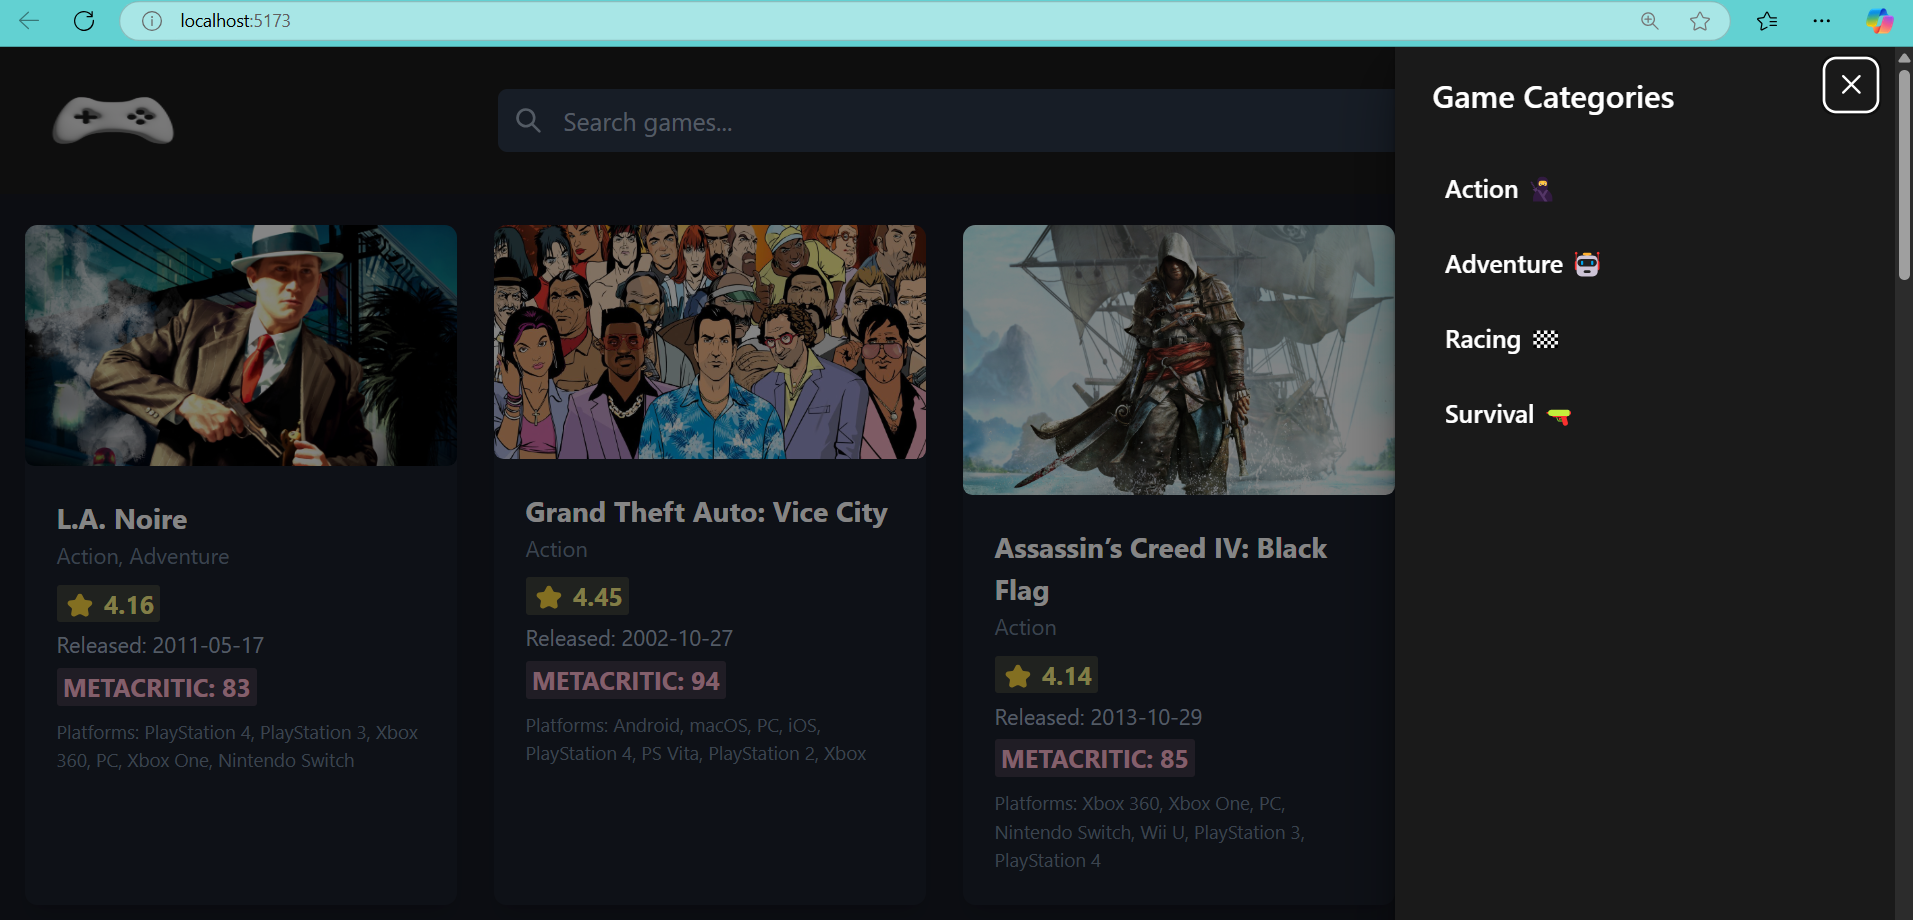 localhost:5173
Search games...
Game Categories
Action
Adventure
Racing
Survival
L.A. Noire
Action, Adventure
4.16
Released: 2011-05-17
METACRITIC: 83
Platforms: PlayStation 4, PlayStation 3, Xbox
360, PC, Xbox One, Nintendo Switch
Grand Theft Auto: Vice City
Action
4.45
Released: 2002-10-27
METACRITIC: 94
Platforms: Android, macOS, PC, iOS,
PlayStation 4, PS Vita, PlayStation 2, Xbox
Assassin’s Creed IV: Black
Flag
Action
4.14
Released: 2013-10-29
METACRITIC: 85
Platforms: Xbox 360, Xbox One, PC,
Nintendo Switch, Wii U, PlayStation 3,
PlayStation 4